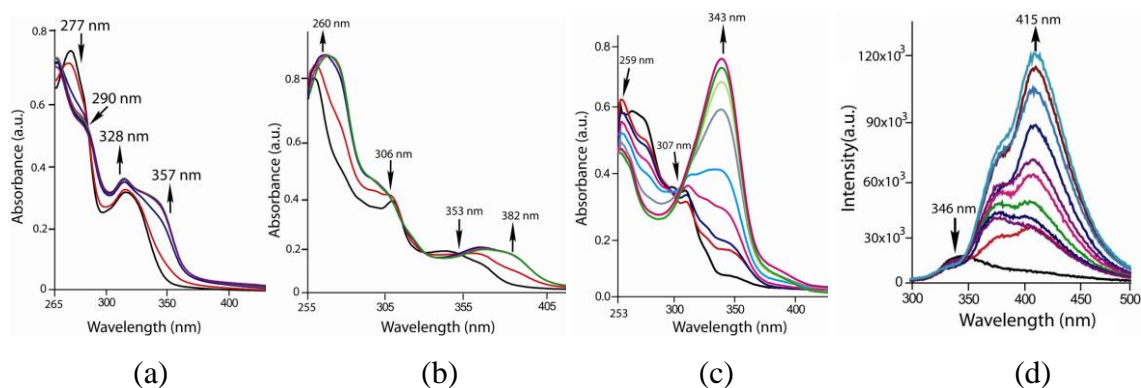 277 nm
290 nm
328 nm
357 nm
Absorbance (a.u.)
0.8
0.6
0.4
0.2
0
265
300
350
400
Wavelength (nm)
(a)
260 nm
306 nm
353 nm
382 nm
Absorbance (a.u.)
0.8
0.6
0.4
0.2
0.0
255
305
355
405
Wavelength (nm)
(b)
259 nm
307 nm
343 nm
Absorbance (a.u.)
0.8
0.6
0.4
0.2
0.0
253
300
350
400
Wavelength (nm)
(c)
346 nm
415 nm
Intensity(a.u.)
120x10³
90x10³
60x10³
30x10³
0
300
350
400
450
500
Wavelength (nm)
(d)